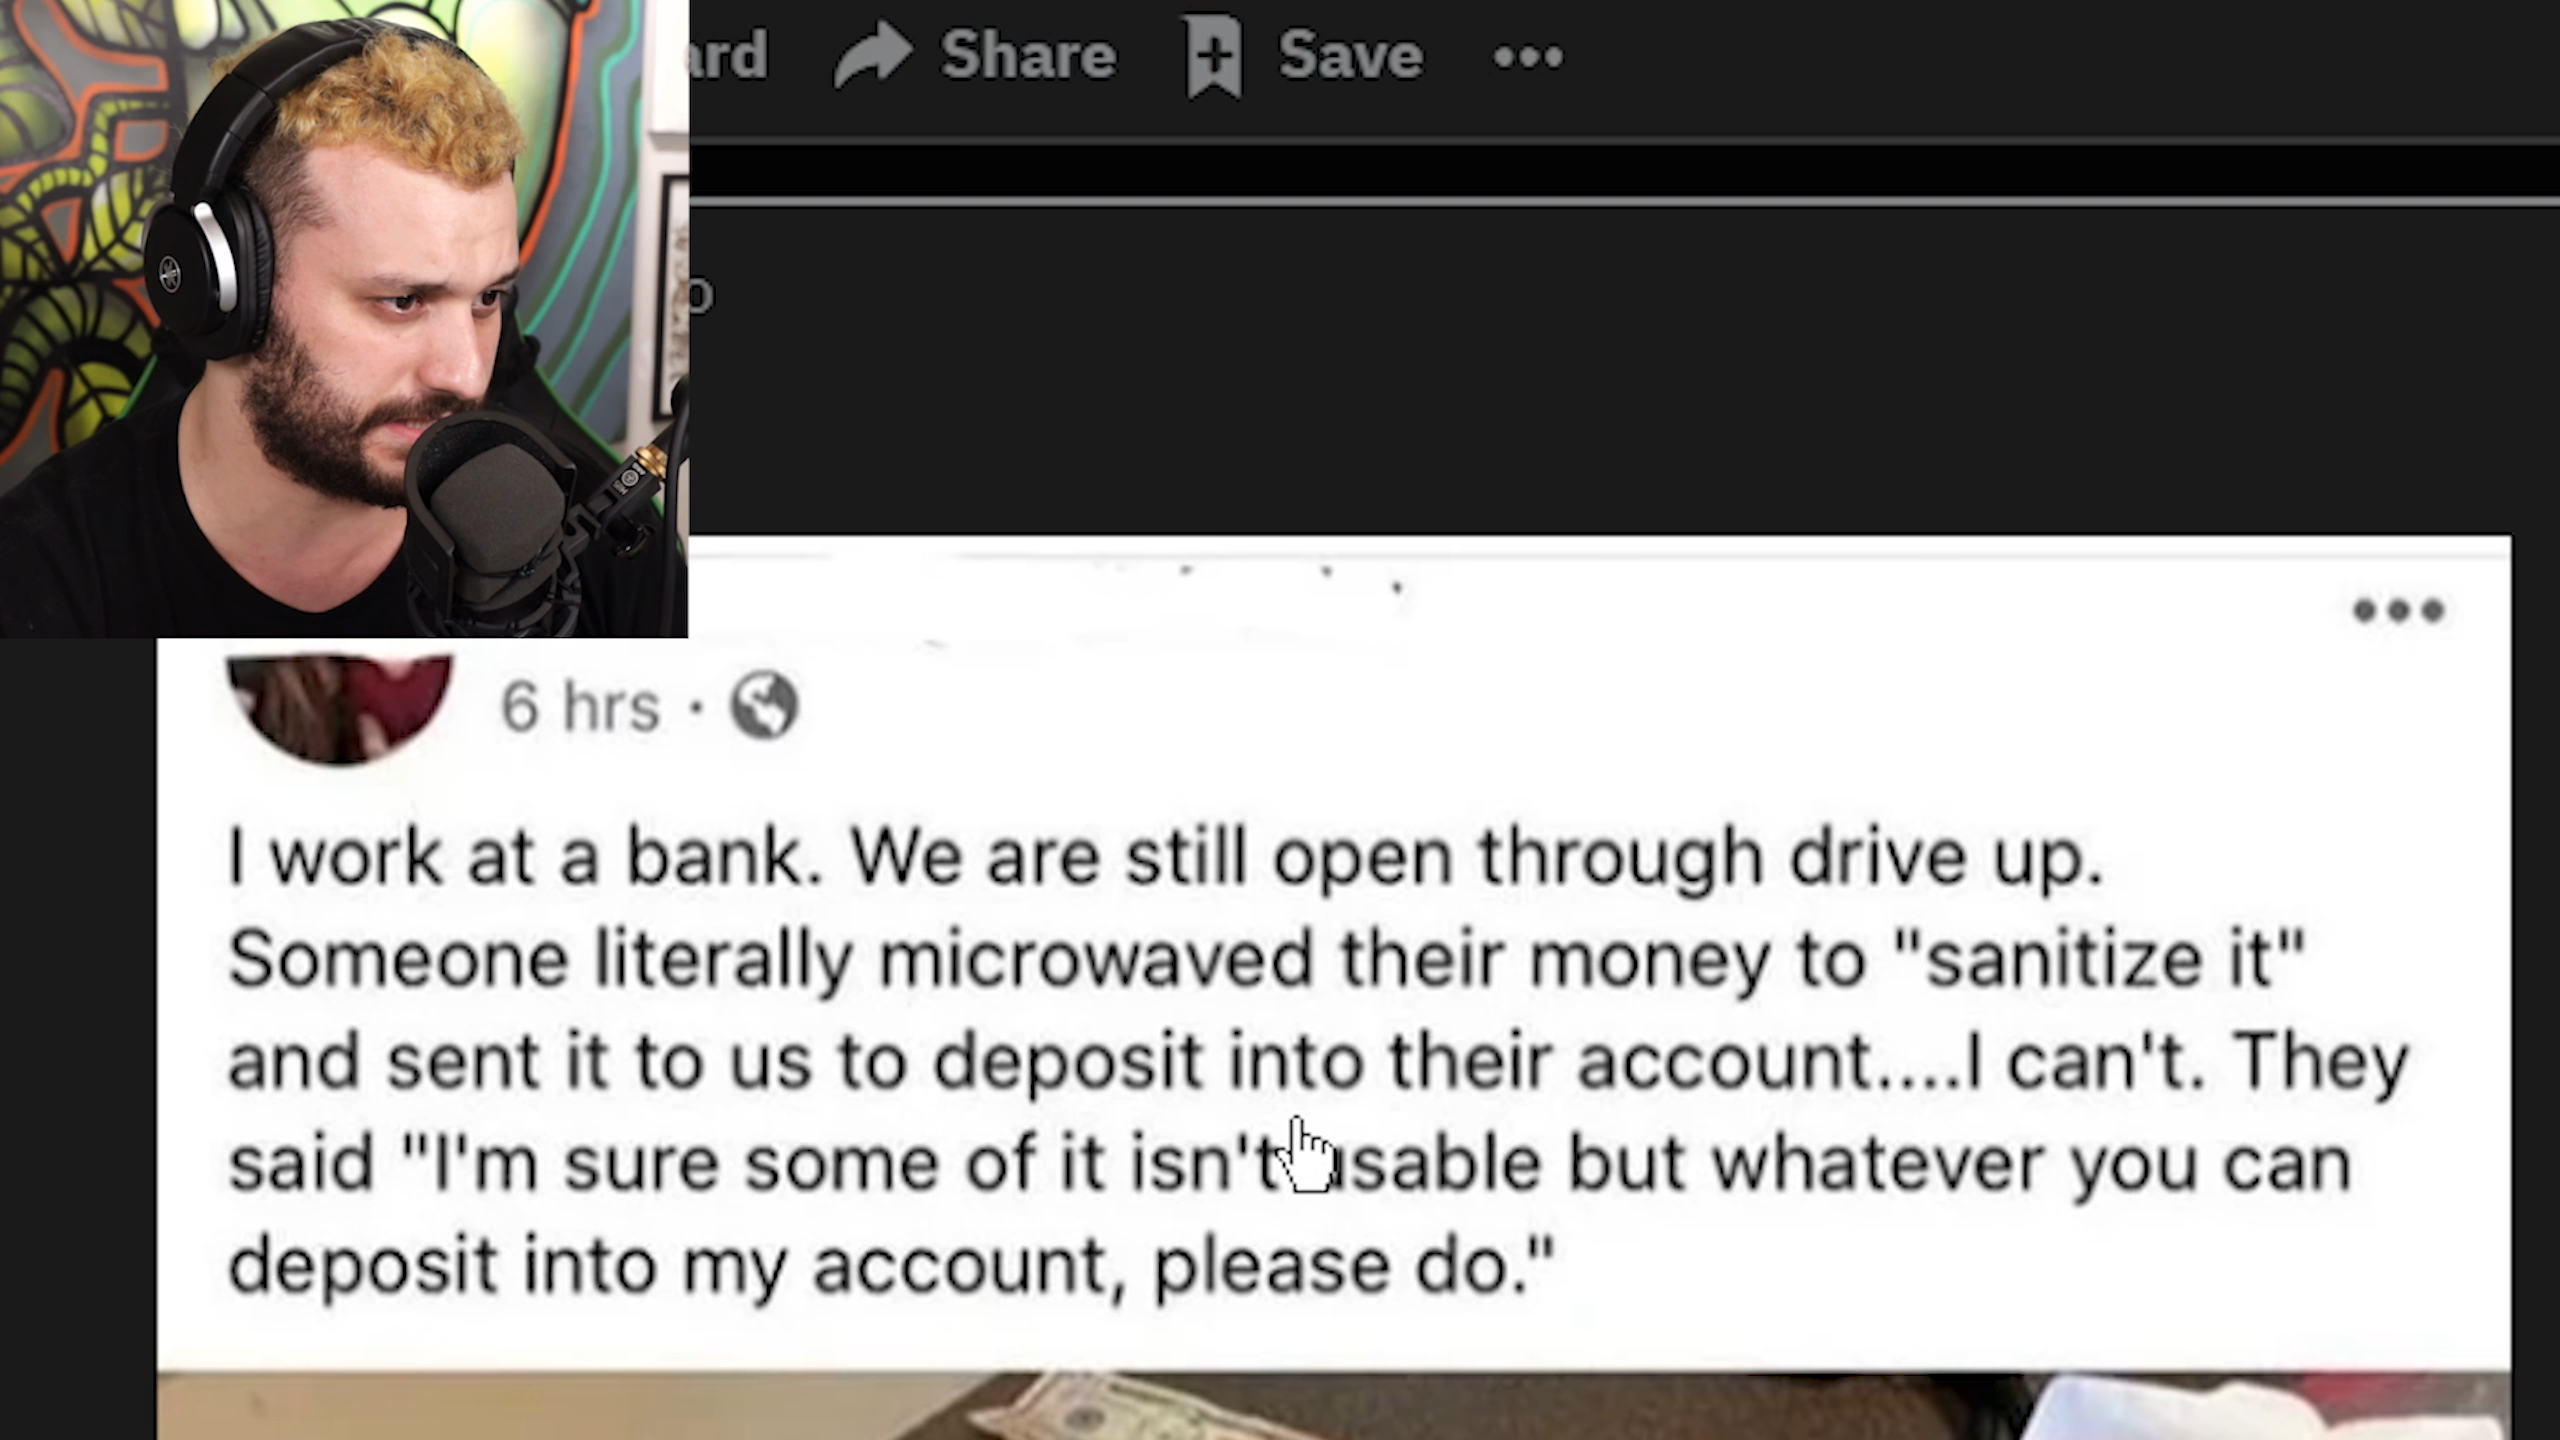 Share
Save
6 hrs ·
I work at a bank. We are still open through drive up.
Someone literally microwaved their money to "sanitize it"
and sent it to us to deposit into their account....I can't. They
said "I'm sure some of it isn't usable but whatever you can
deposit into my account, please do."